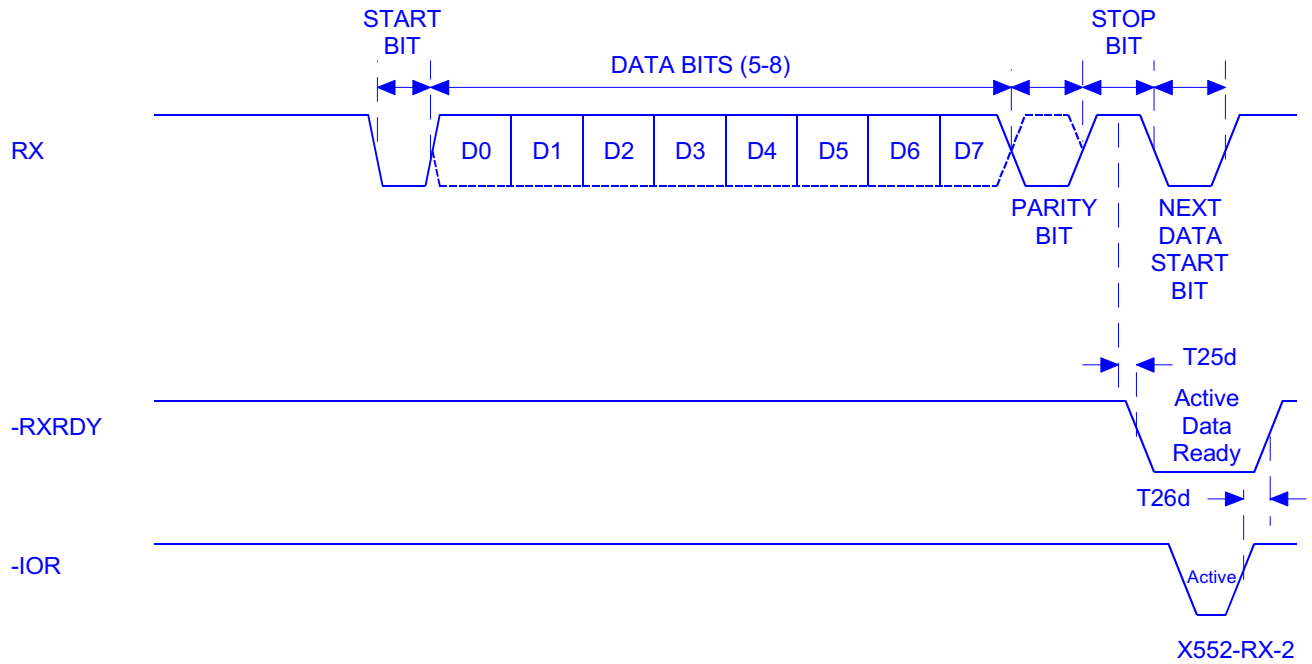 START
BIT
STOP
BIT
DATA BITS (5-8)
RX
D0 D1 D2 D3 D4 D5 D6 D7
PARITY
BIT
NEXT
DATA
START
BIT
T25d
-RXRDY
Active
Data
Ready
T26d
-IOR
Active
X552-RX-2